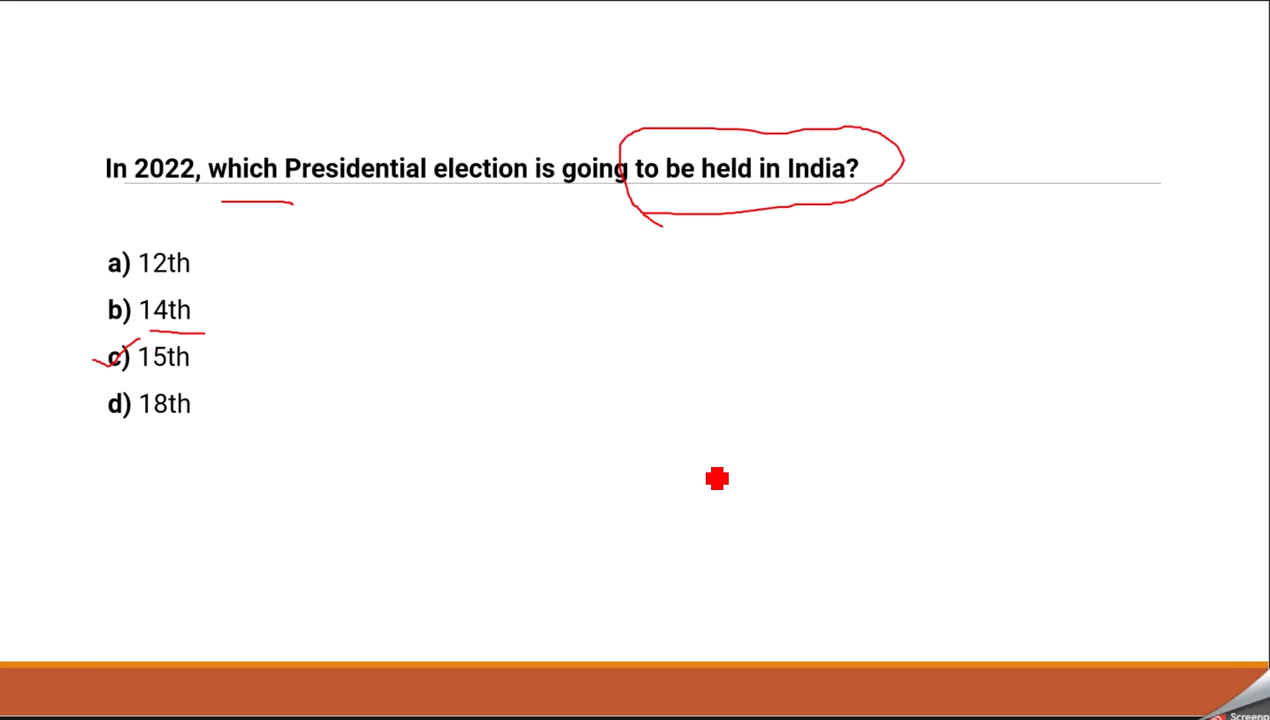 In 2022, which Presidential election is going to be held in India?
a) 12th
b) 14th
c) 15th
d) 18th